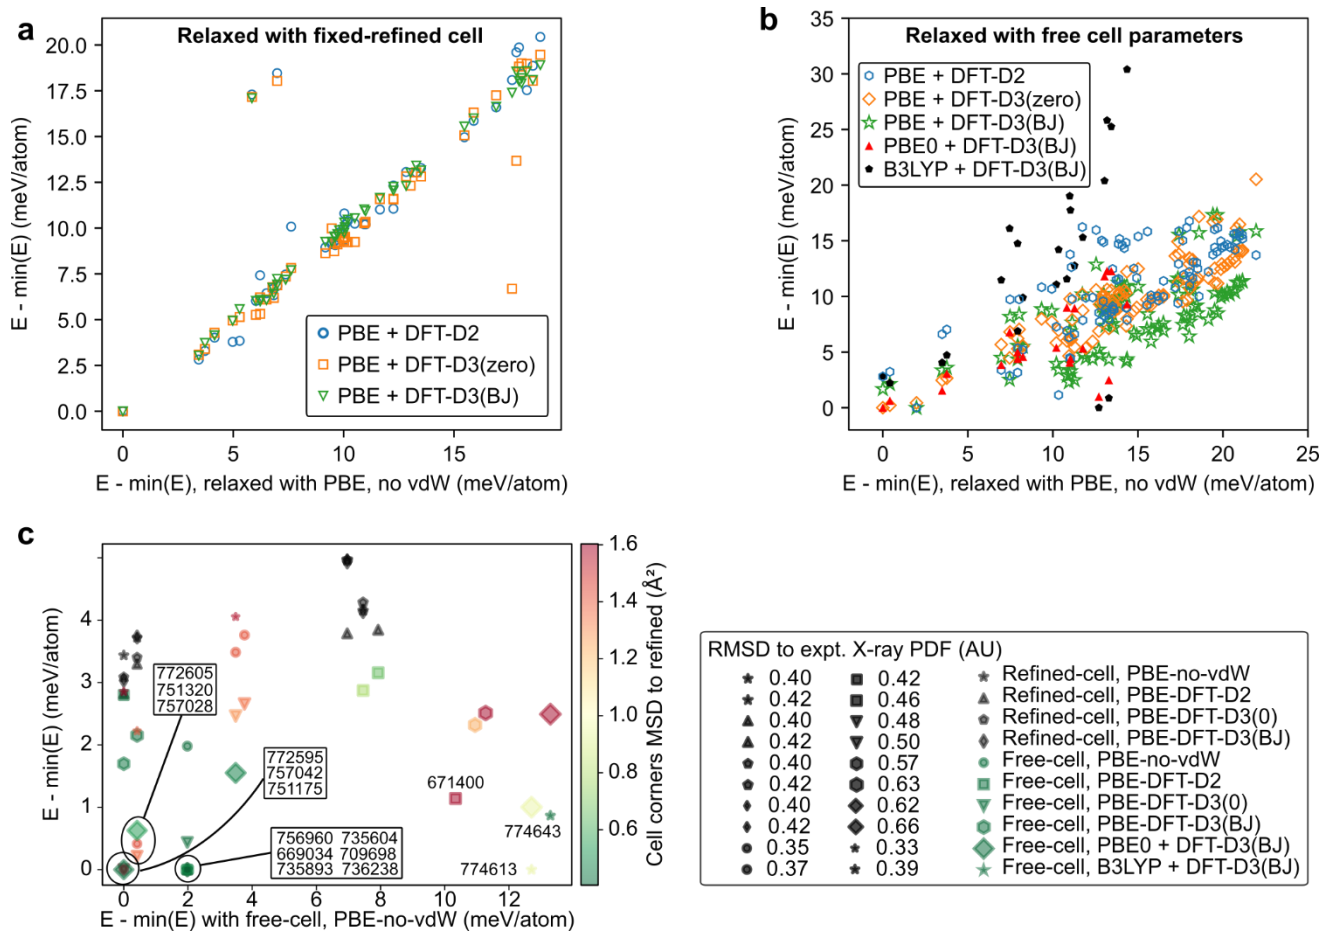 a
Relaxed with fixed-refined cell
20.0
17.5
15.0
12.5
10.0
7.5
5.0
2.5
0.0
E - min(E) (meV/atom)
PBE + DFT-D2
PBE + DFT-D3(zero)
PBE + DFT-D3(BJ)
0
5
10
15
E - min(E), relaxed with PBE, no vdW (meV/atom)
b
Relaxed with free cell parameters
35
30
25
20
15
10
5
0
E - min(E) (meV/atom)
PBE + DFT-D2
PBE + DFT-D3(zero)
PBE + DFT-D3(BJ)
PBE0 + DFT-D3(BJ)
B3LYP + DFT-D3(BJ)
0
5
10
15
20
25
E - min(E), relaxed with PBE, no vdW (meV/atom)
c
4
3
2
1
0
E - min(E) (meV/atom)
772605
751320
757028
772595
757042
751175
756960 735604
669034 709698
735893 736238
671400
774643
774613
0
2
4
6
8
10
12
E - min(E) with free-cell, PBE-no-vdW (meV/atom)
1.6
1.4
1.2
1.0
0.8
0.6
Cell corners MSD to refined (Å²)
RMSD to expt. X-ray PDF (AU)
0.40
0.42
0.40
0.42
0.40
0.42
0.40
0.42
0.35
0.37
0.42
0.46
0.48
0.50
0.57
0.63
0.62
0.66
0.33
0.39
Refined-cell, PBE-no-vdW
Refined-cell, PBE-DFT-D2
Refined-cell, PBE-DFT-D3(0)
Refined-cell, PBE-DFT-D3(BJ)
Free-cell, PBE-no-vdW
Free-cell, PBE-DFT-D2
Free-cell, PBE-DFT-D3(0)
Free-cell, PBE-DFT-D3(BJ)
Free-cell, PBE0 + DFT-D3(BJ)
Free-cell, B3LYP + DFT-D3(BJ)